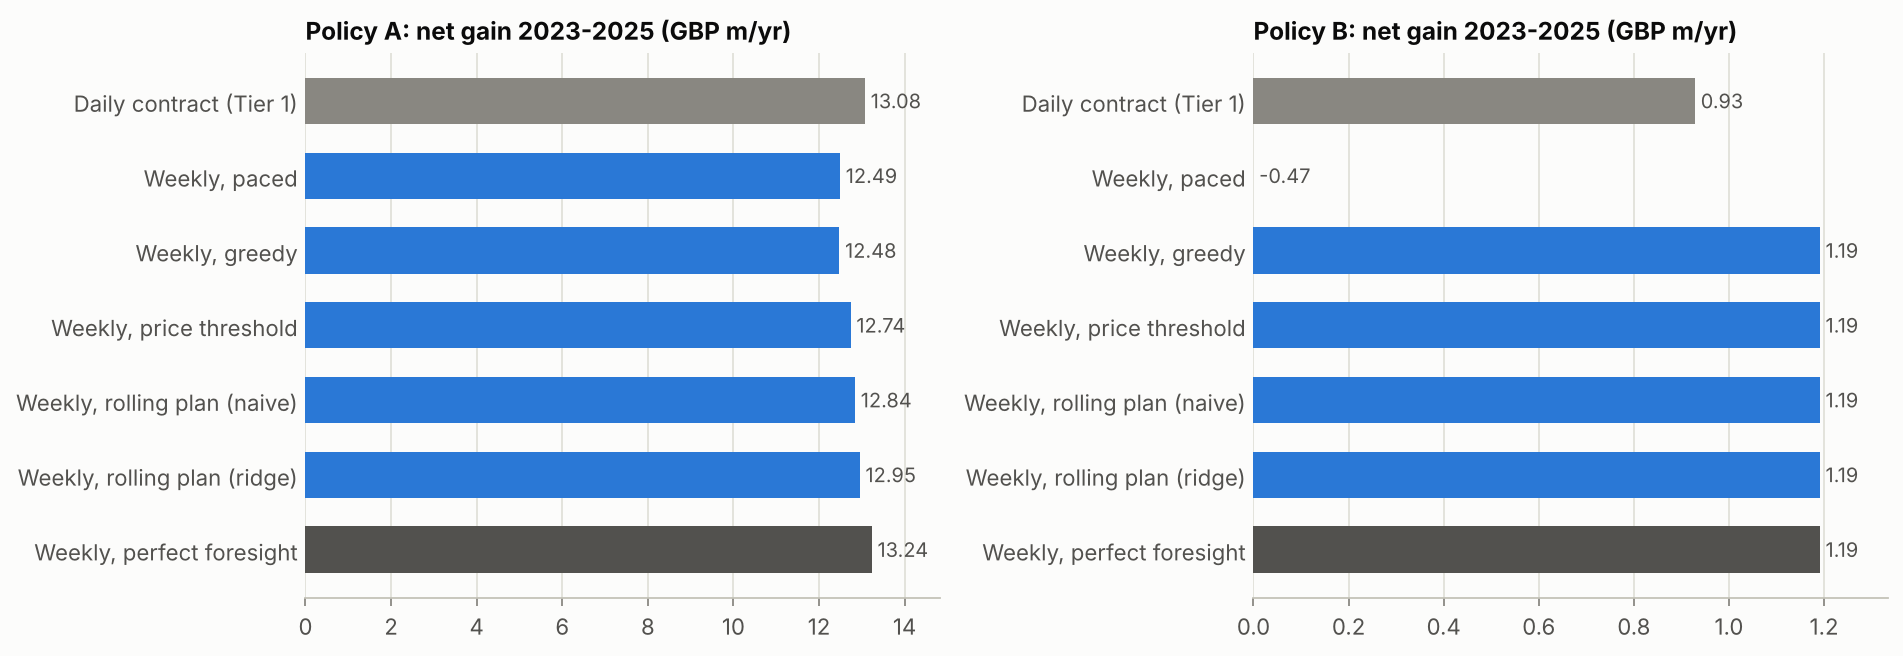 Policy A: net gain 2023-2025 (GBP m/yr)
Daily contract (Tier 1) 13.08
Weekly, paced 12.49
Weekly, greedy 12.48
Weekly, price threshold 12.74
Weekly, rolling plan (naive) 12.84
Weekly, rolling plan (ridge) 12.95
Weekly, perfect foresight 13.24
0 2 4 6 8 10 12 14
Policy B: net gain 2023-2025 (GBP m/yr)
Daily contract (Tier 1) 0.93
Weekly, paced -0.47
Weekly, greedy 1.19
Weekly, price threshold 1.19
Weekly, rolling plan (naive) 1.19
Weekly, rolling plan (ridge) 1.19
Weekly, perfect foresight 1.19
0.0 0.2 0.4 0.6 0.8 1.0 1.2